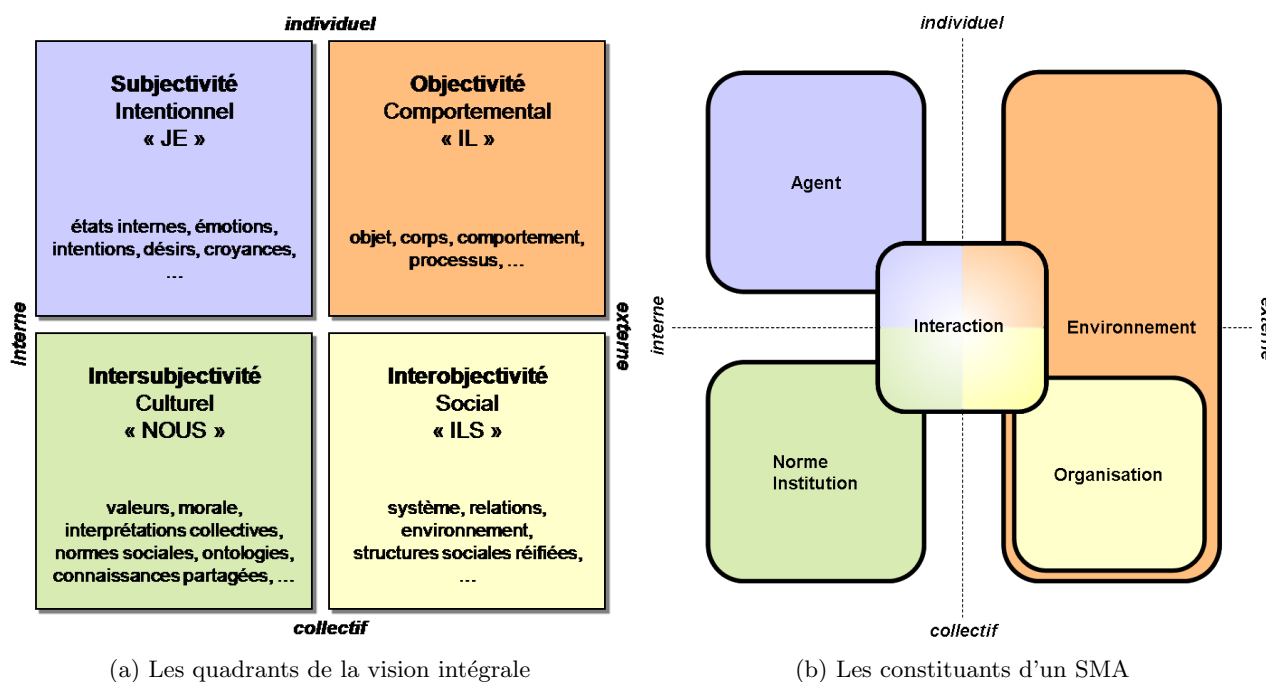 individuel
Subjectivité
Intentionnel
« JE »
états internes, émotions,
intentions, désirs, croyances,
...
Objectivité
Comportemental
« IL »
objet, corps, comportement,
processus, ...
Interne
externe
Intersubjectivité
Culturel
« NOUS »
valeurs, morale,
interprétations collectives,
normes sociales, ontologies,
connaissances partagées, ...
Interobjectivité
Social
« ILS »
système, relations,
environnement,
structures sociales réifiées,
...
collectif
(a) Les quadrants de la vision intégrale
individuel
Agent
interne
Interaction
Environnement
externe
Norme
Institution
Organisation
collectif
(b) Les constituants d'un SMA